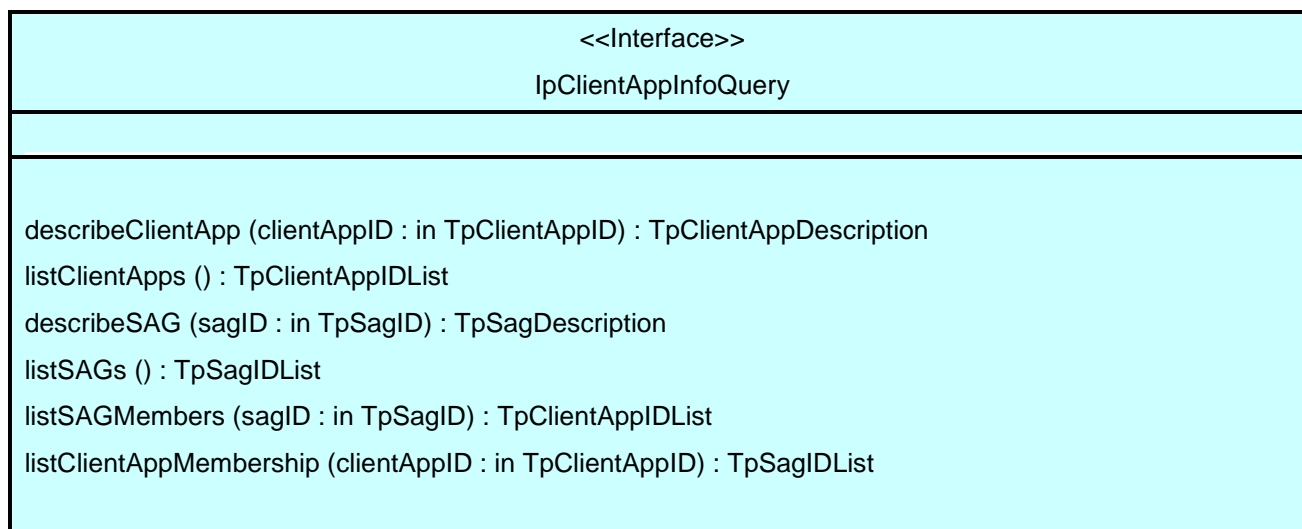 <<Interface>>
IpClientAppInfoQuery
describeClientApp (clientAppID : in TpClientAppID) : TpClientAppDescription
listClientApps () : TpClientAppIDList
describeSAG (sagID : in TpSagID) : TpSagDescription
listSAGs () : TpSagIDList
listSAGMembers (sagID : in TpSagID) : TpClientAppIDList
listClientAppMembership (clientAppID : in TpClientAppID) : TpSagIDList